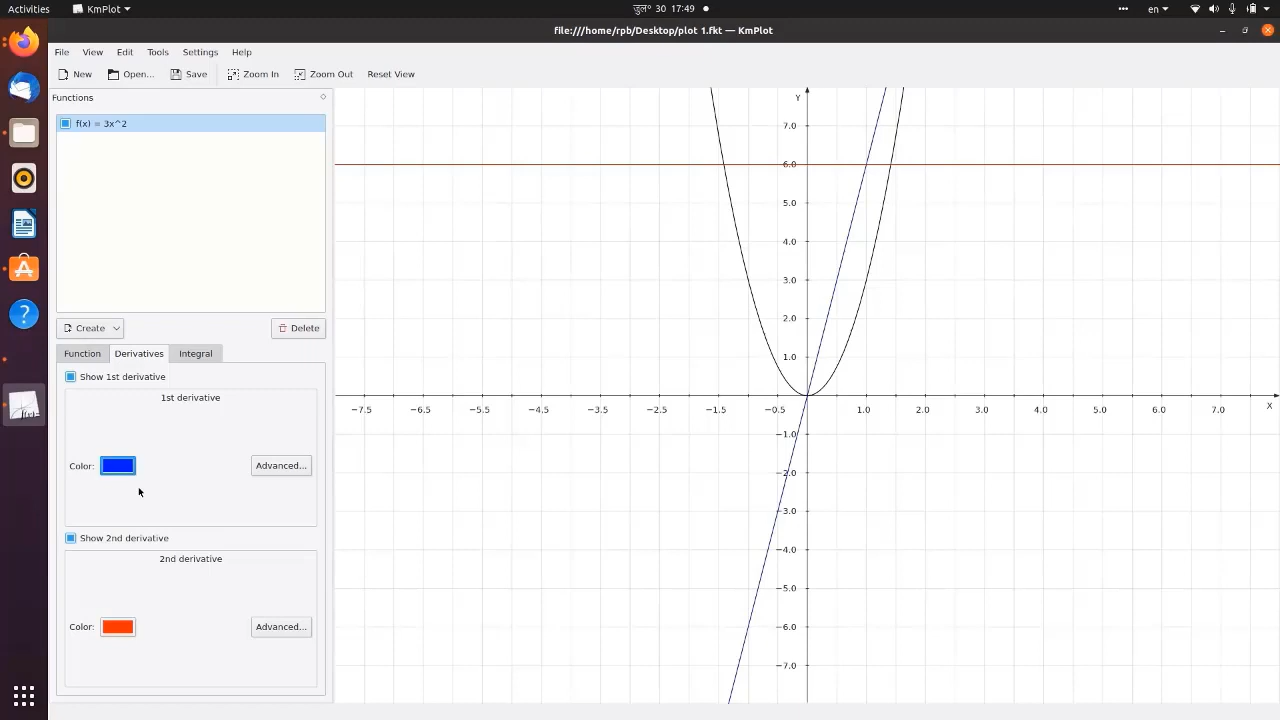 Activities KmPlot जुल॰ 30 17:49 en
file:///home/rpb/Desktop/plot 1.fkt — KmPlot
File View Edit Tools Settings Help
New Open... Save Zoom In Zoom Out Reset View
Functions
f(x) = 3x^2
Create Delete
Function Derivatives Integral
Show 1st derivative
1st derivative
Color: Advanced...
Show 2nd derivative
2nd derivative
Color: Advanced...
Y
7.0
6.0
5.0
4.0
3.0
2.0
1.0
−7.5 −6.5 −5.5 −4.5 −3.5 −2.5 −1.5 −0.5 1.0 2.0 3.0 4.0 5.0 6.0 7.0 X
−1.0
−2.0
−3.0
−4.0
−5.0
−6.0
−7.0